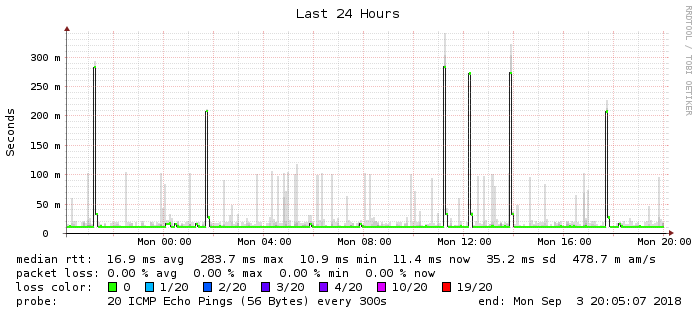 Last 24 Hours
RRDTOOL / TOBI OETIKER
Seconds
300 m
250 m
200 m
150 m
100 m
50 m
0
Mon 00:00 Mon 04:00 Mon 08:00 Mon 12:00 Mon 16:00 Mon 20:00
median rtt: 16.9 ms avg 283.7 ms max 10.9 ms min 11.4 ms now 35.2 ms sd 478.7 m am/s
packet loss: 0.00 % avg 0.00 % max 0.00 % min 0.00 % now
loss color: 0 1/20 2/20 3/20 4/20 10/20 19/20
probe: 20 ICMP Echo Pings (56 Bytes) every 300s end: Mon Sep 3 20:05:07 2018